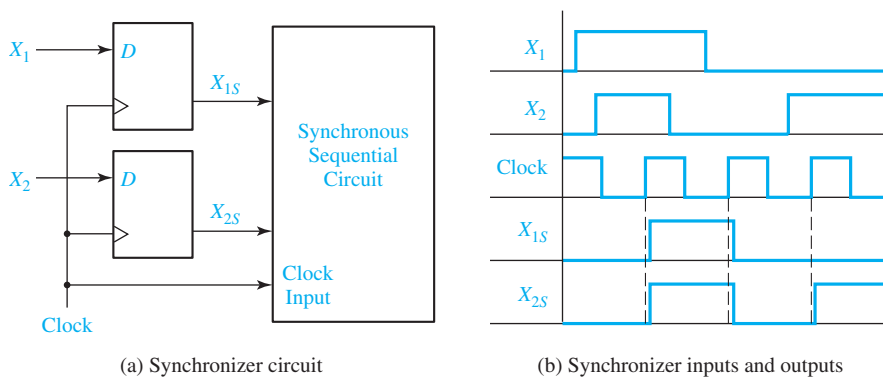 X₁
D
X₁S
X₂
D
X₂S
Clock
Synchronous
Sequential
Circuit
Clock
Input
(a) Synchronizer circuit
X₁
X₂
Clock
X₁S
X₂S
(b) Synchronizer inputs and outputs